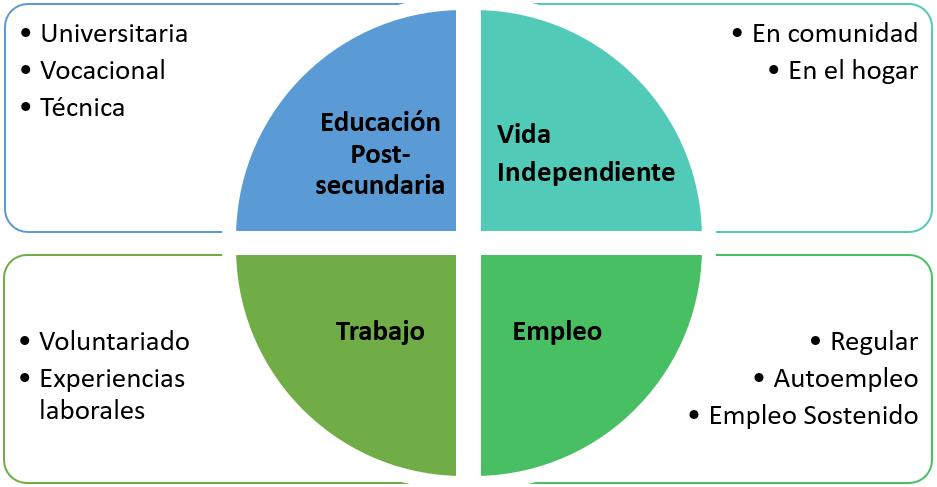 • Universitaria
• Vocacional
• Técnica
Educación
Post-
secundaria
Vida
Independiente
• En comunidad
• En el hogar
• Voluntariado
• Experiencias
laborales
Trabajo
Empleo
• Regular
• Autoempleo
• Empleo Sostenido